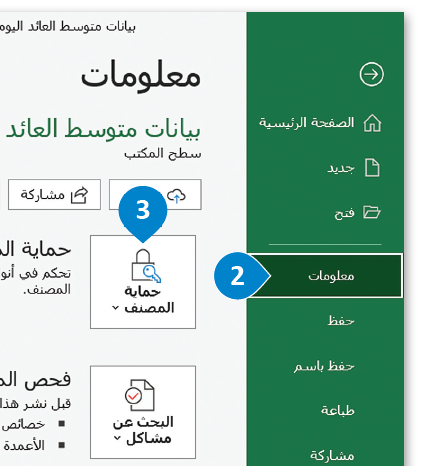 بيانات متوسط العائد اليوم
معلومات
بيانات متوسط العائد
سطح المكتب
مشاركة
3
حماية
المصنف
حماية الم
تحكم في أنو
المصنف.
البحث عن
مشاكل
فحص الم
قبل نشر هذا
خصائص
الأعمدة
الصفحة الرئيسية
جديد
فتح
2
معلومات
حفظ
حفظ باسم
طباعة
مشاركة